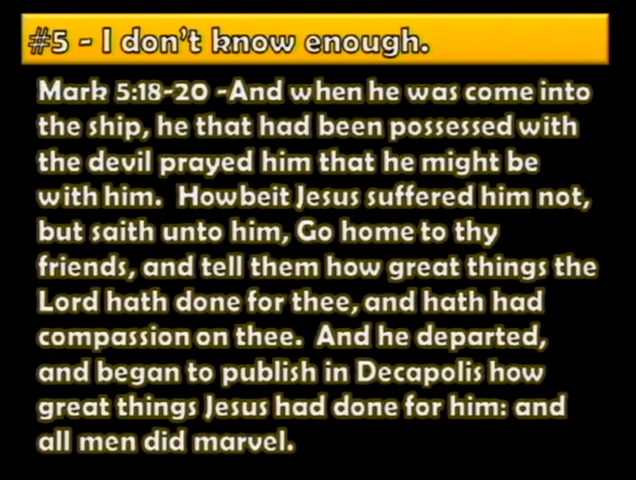 #5 - I don't know enough.
Mark 5:18-20 -And when he was come into
the ship, he that had been possessed with
the devil prayed him that he might be
with him.  Howbeit Jesus suffered him not,
but saith unto him, Go home to thy
friends, and tell them how great things the
Lord hath done for thee, and hath had
compassion on thee.  And he departed,
and began to publish in Decapolis how
great things Jesus had done for him: and
all men did marvel.